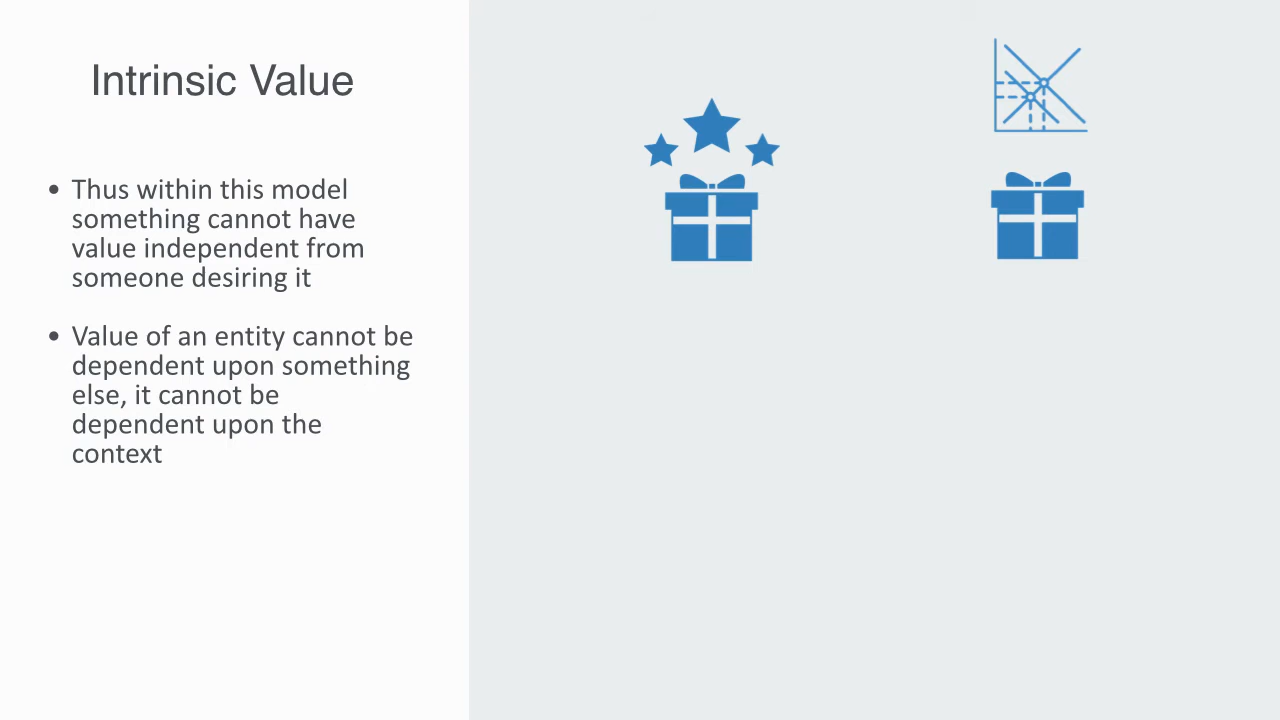 Intrinsic Value
• Thus within this model
something cannot have
value independent from
someone desiring it
• Value of an entity cannot be
dependent upon something
else, it cannot be
dependent upon the
context